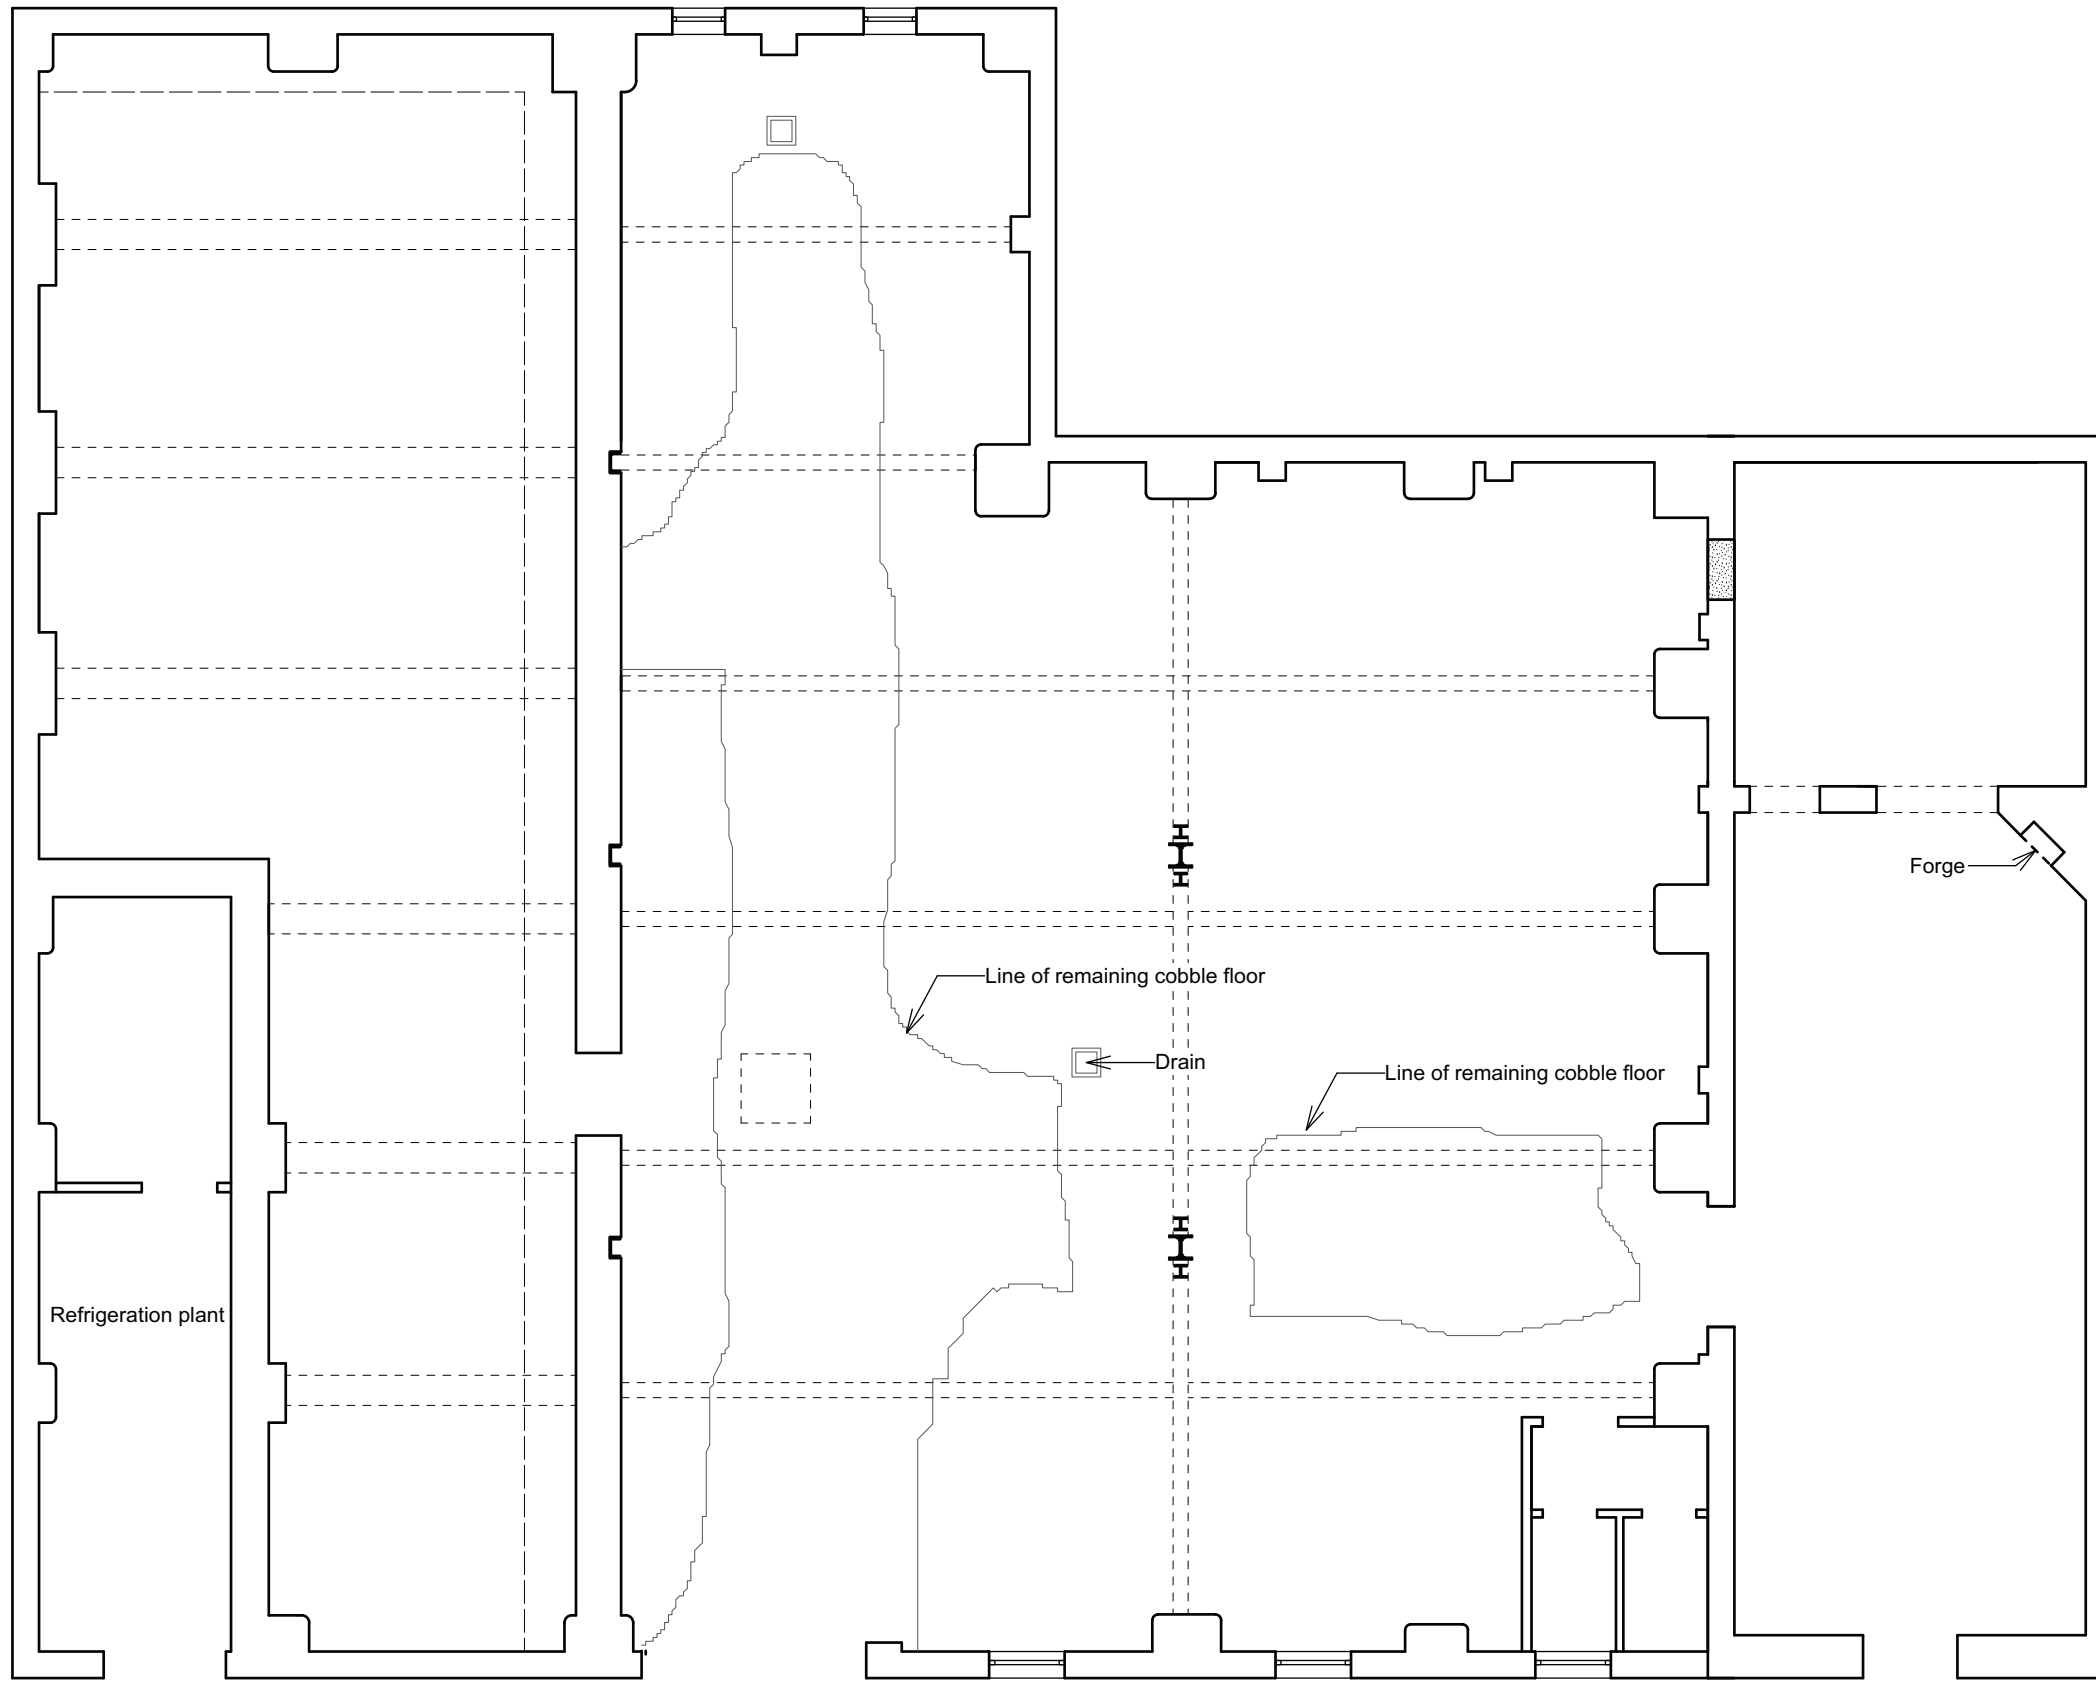 Forge
Line of remaining cobble floor
Drain
Line of remaining cobble floor
Refrigeration plant